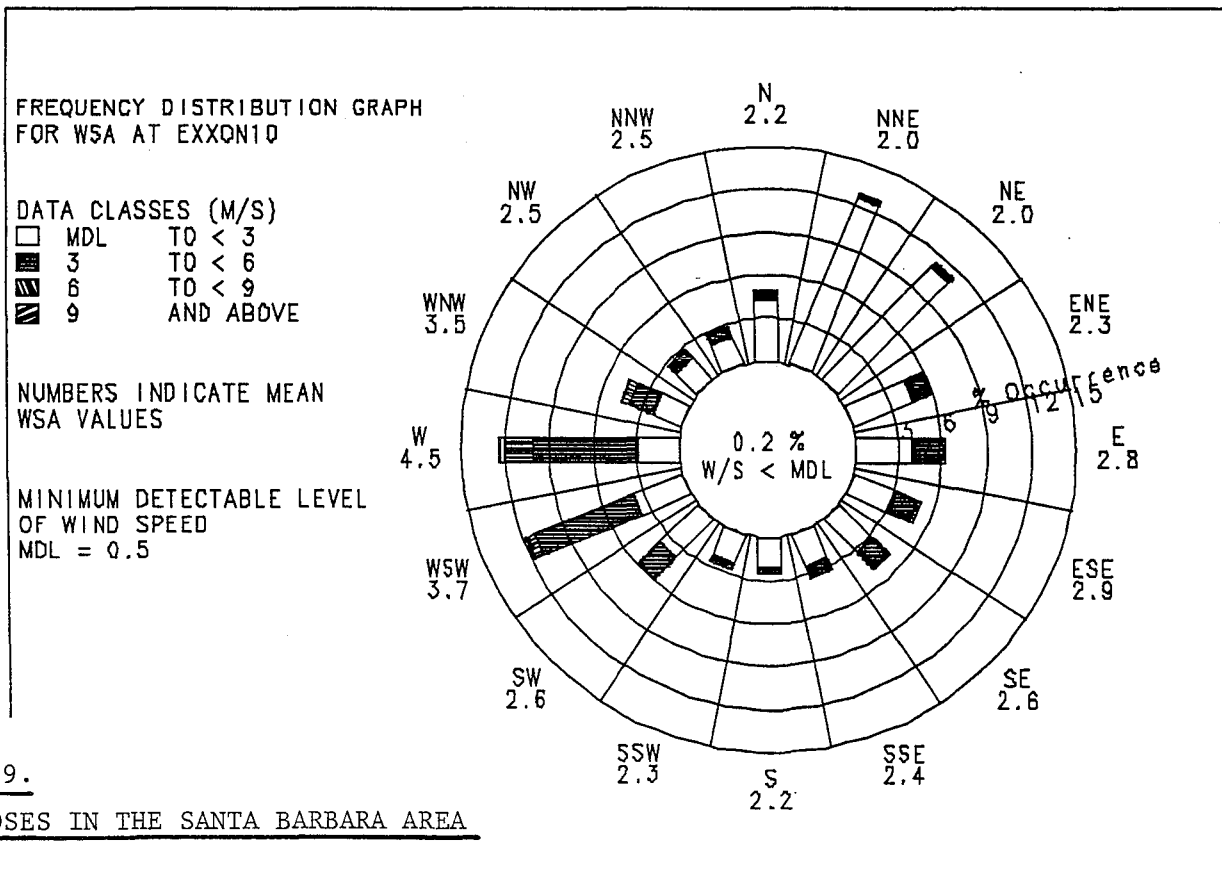 FREQUENCY DISTRIBUTION GRAPH
FOR WSA AT EXXON10
DATA CLASSES (M/S)
MDL TO < 3
3 TO < 6
6 TO < 9
9 AND ABOVE
NUMBERS INDICATE MEAN
WSA VALUES
MINIMUM DETECTABLE LEVEL
OF WIND SPEED
MDL = 0.5
N
2.2
NNE
2.0
NE
2.0
ENE
2.3
E
2.8
ESE
2.9
SE
2.6
SSE
2.4
S
2.2
SSW
2.3
SW
2.6
WSW
3.7
W
4.5
WNW
3.5
NW
2.5
NNW
2.5
% Occurrence
3 6 9 12 15
0.2 %
W/S < MDL
9.
OSES IN THE SANTA BARBARA AREA